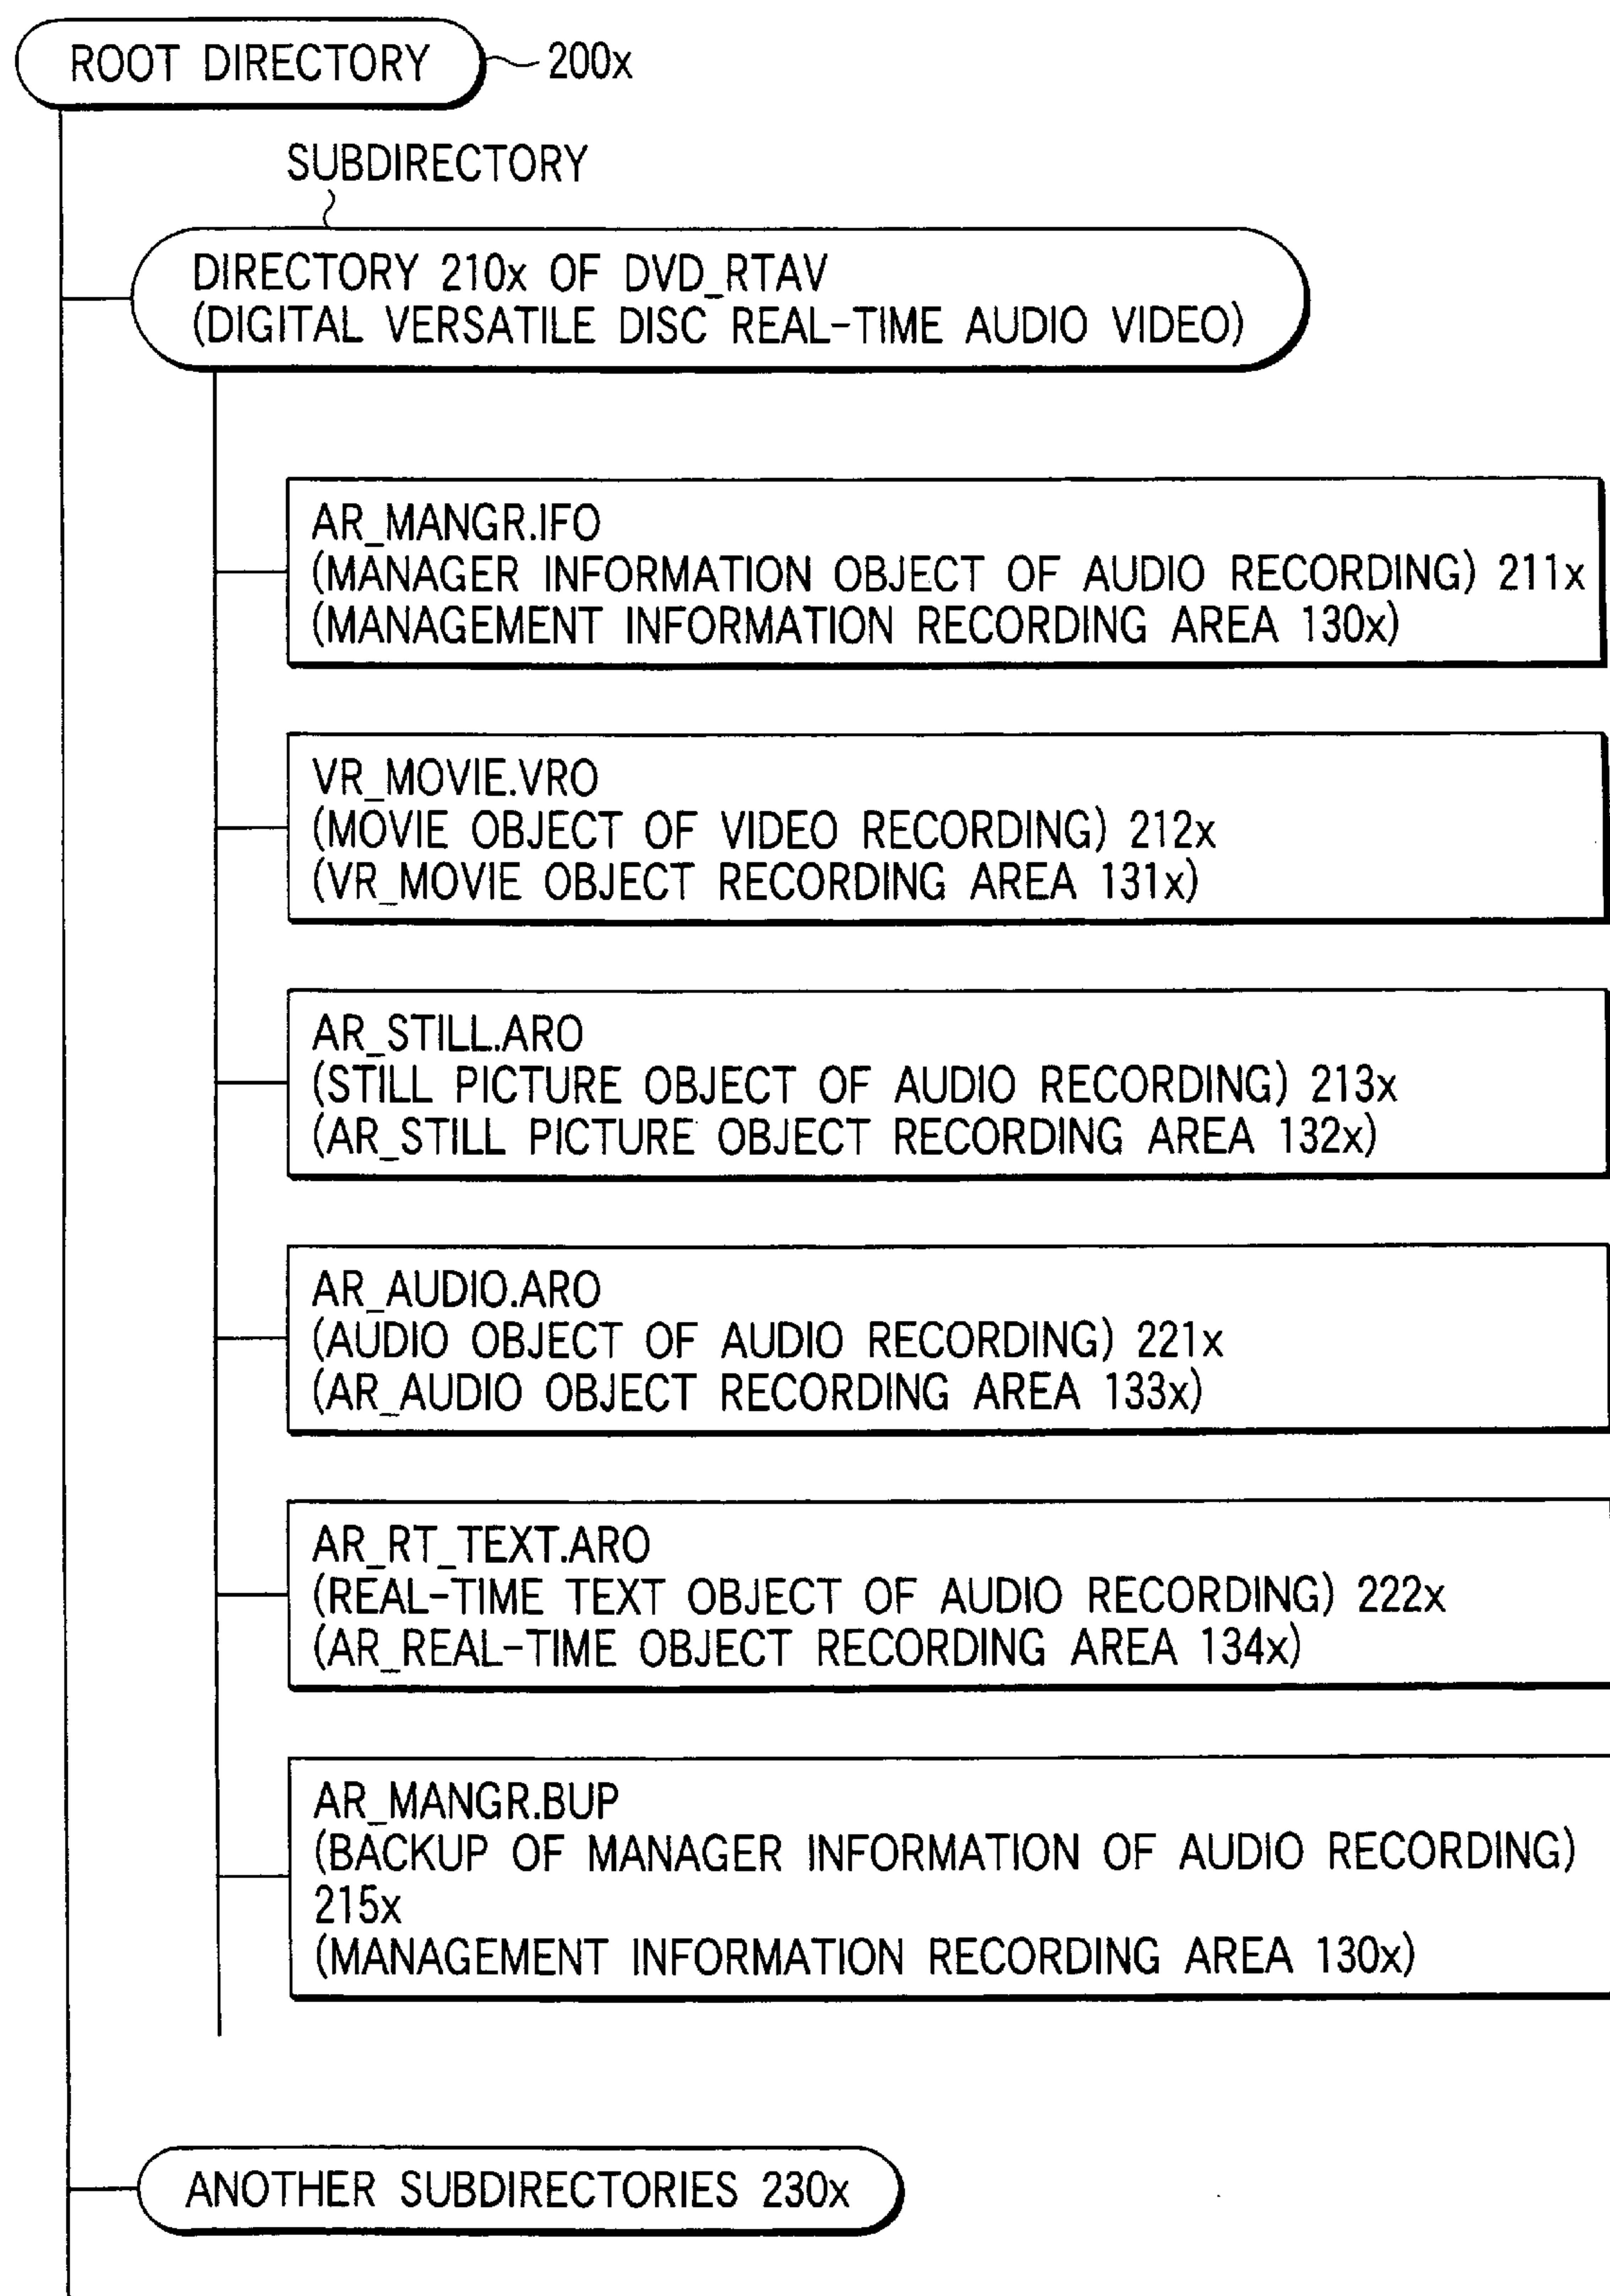 ROOT DIRECTORY
200x
SUBDIRECTORY
DIRECTORY 210x OF DVD_RTAV
(DIGITAL VERSATILE DISC REAL-TIME AUDIO VIDEO)
AR_MANGR.IFO
(MANAGER INFORMATION OBJECT OF AUDIO RECORDING) 211x
(MANAGEMENT INFORMATION RECORDING AREA 130x)
VR_MOVIE.VRO
(MOVIE OBJECT OF VIDEO RECORDING) 212x
(VR_MOVIE OBJECT RECORDING AREA 131x)
AR_STILL.ARO
(STILL PICTURE OBJECT OF AUDIO RECORDING) 213x
(AR_STILL PICTURE OBJECT RECORDING AREA 132x)
AR_AUDIO.ARO
(AUDIO OBJECT OF AUDIO RECORDING) 221x
(AR_AUDIO OBJECT RECORDING AREA 133x)
AR_RT_TEXT.ARO
(REAL-TIME TEXT OBJECT OF AUDIO RECORDING) 222x
(AR_REAL-TIME OBJECT RECORDING AREA 134x)
AR_MANGR.BUP
(BACKUP OF MANAGER INFORMATION OF AUDIO RECORDING)
215x
(MANAGEMENT INFORMATION RECORDING AREA 130x)
ANOTHER SUBDIRECTORIES 230x